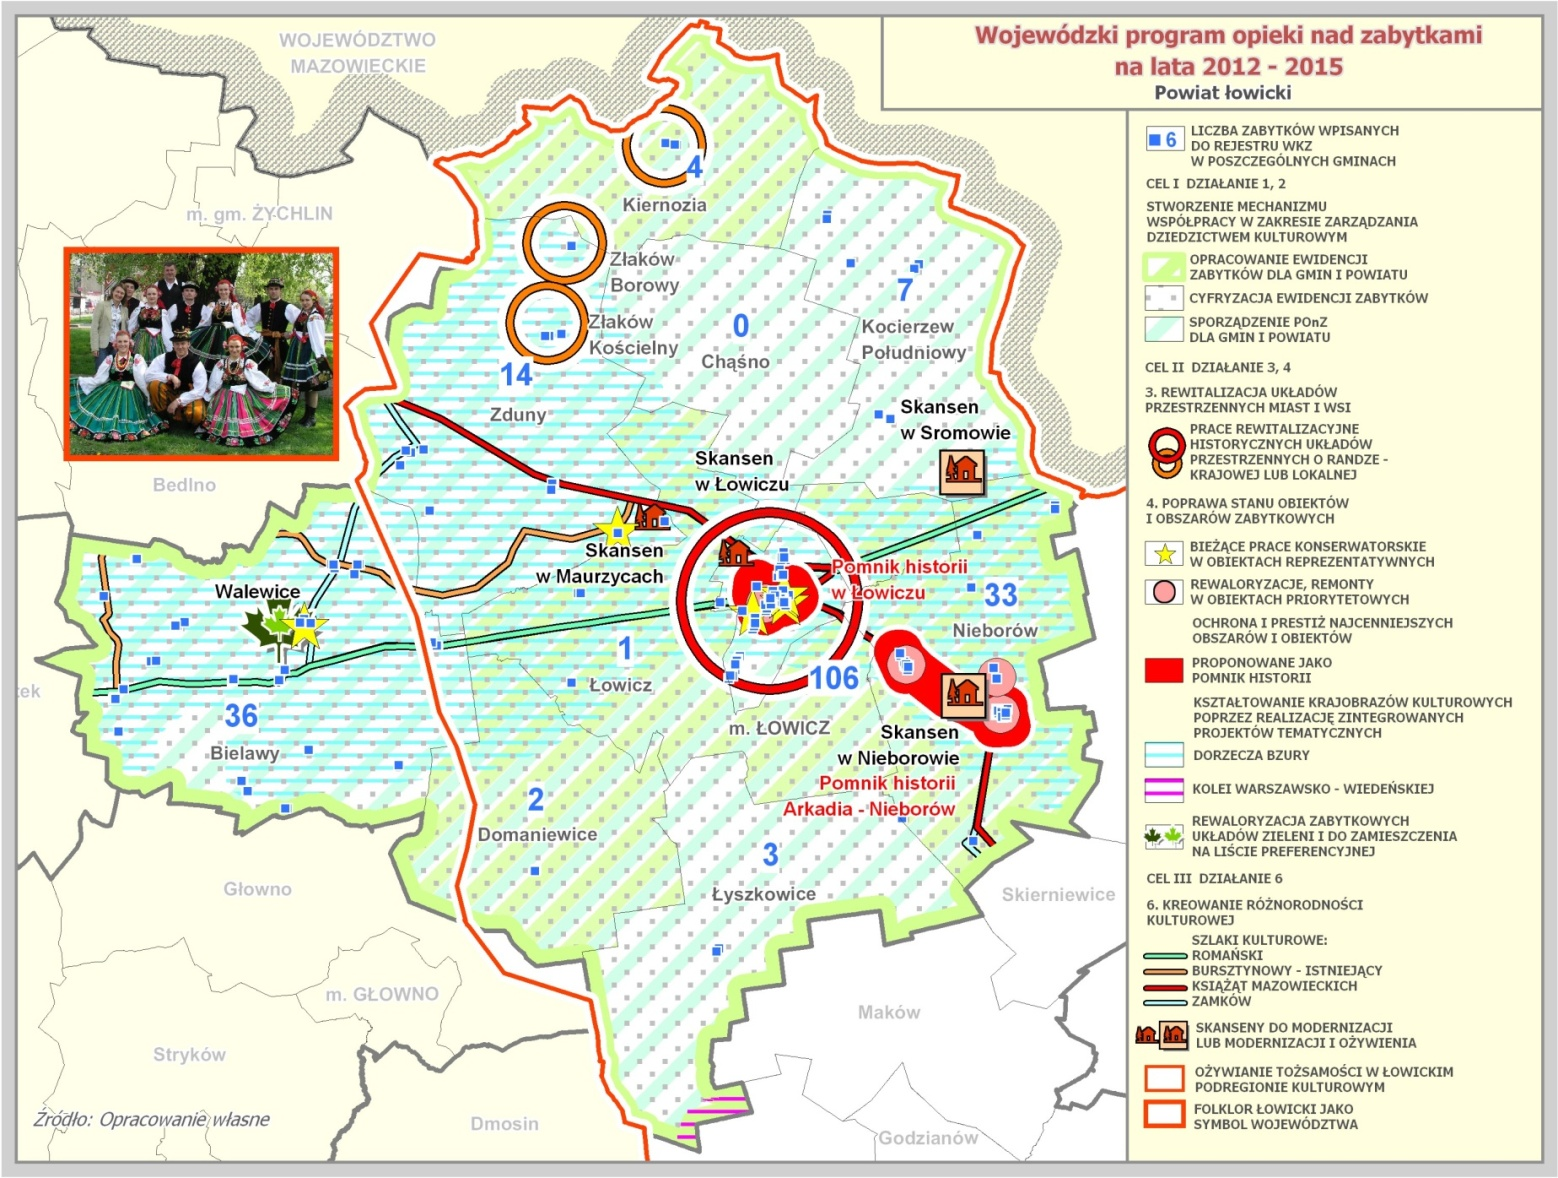 Wojewódzki program opieki nad zabytkami
na lata 2012 - 2015
Powiat łowicki
WOJEWÓDZTWO
MAZOWIECKIE
m. gm. ŻYCHLIN
4
Kiernozia
Złaków
Borowy
Złaków
Kościelny
14
Zduny
0
Chąśno
7
Kocierzew
Południowy
Skansen
w Sromowie
Skansen
w Łowiczu
Bedlno
Skansen
w Maurzycach
Pomnik historii
w Łowiczu
Walewice
33
Nieborów
1
Łowicz
106
m. ŁOWICZ
36
Bielawy
Skansen
w Nieborowie
Pomnik historii
Arkadia - Nieborów
2
Domaniewice
3
Łyszkowice
Głowno
Skierniewice
m. GŁOWNO
Maków
Stryków
Dmosin
Godzianów
Źródło: Opracowanie własne
6
LICZBA ZABYTKÓW WPISANYCH
DO REJESTRU WKZ
W POSZCZEGÓLNYCH GMINACH
CEL I DZIAŁANIE 1, 2
STWORZENIE MECHANIZMU
WSPÓŁPRACY W ZAKRESIE ZARZĄDZANIA
DZIEDZICTWEM KULTUROWYM
OPRACOWANIE EWIDENCJI
ZABYTKÓW DLA GMIN I POWIATU
CYFRYZACJA EWIDENCJI ZABYTKÓW
SPORZĄDZENIE POnZ
DLA GMIN I POWIATU
CEL II DZIAŁANIE 3, 4
3. REWITALIZACJA UKŁADÓW
PRZESTRZENNYCH MIAST I WSI
PRACE REWITALIZACYJNE
HISTORYCZNYCH UKŁADÓW
PRZESTRZENNYCH O RANDZE -
KRAJOWEJ LUB LOKALNEJ
4. POPRAWA STANU OBIEKTÓW
I OBSZARÓW ZABYTKOWYCH
BIEŻĄCE PRACE KONSERWATORSKIE
W OBIEKTACH REPREZENTATYWNYCH
REWALORYZACJE, REMONTY
W OBIEKTACH PRIORYTETOWYCH
OCHRONA I PRESTIŻ NAJCENNIEJSZYCH
OBSZARÓW I OBIEKTÓW
PROPONOWANE JAKO
POMNIK HISTORII
KSZTAŁTOWANIE KRAJOBRAZÓW KULTUROWYCH
POPRZEZ REALIZACJĘ ZINTEGROWANYCH
PROJEKTÓW TEMATYCZNYCH
DORZECZA BZURY
KOLEI WARSZAWSKO - WIEDEŃSKIEJ
REWALORYZACJA ZABYTKOWYCH
UKŁADÓW ZIELENI I DO ZAMIESZCZENIA
NA LIŚCIE PREFERENCYJNEJ
CEL III DZIAŁANIE 6
6. KREOWANIE RÓŻNORODNOŚCI
KULTUROWEJ
SZLAKI KULTUROWE:
ROMAŃSKI
BURSZTYNOWY - ISTNIEJĄCY
KSIĄŻĄT MAZOWIECKICH
ZAMKÓW
SKANSENY DO MODERNIZACJI
LUB MODERNIZACJI I OŻYWIENIA
OŻYWIANIE TOŻSAMOŚCI W ŁOWICKIM
PODREGIONIE KULTUROWYM
FOLKLOR ŁOWICKI JAKO
SYMBOL WOJEWÓDZTWA